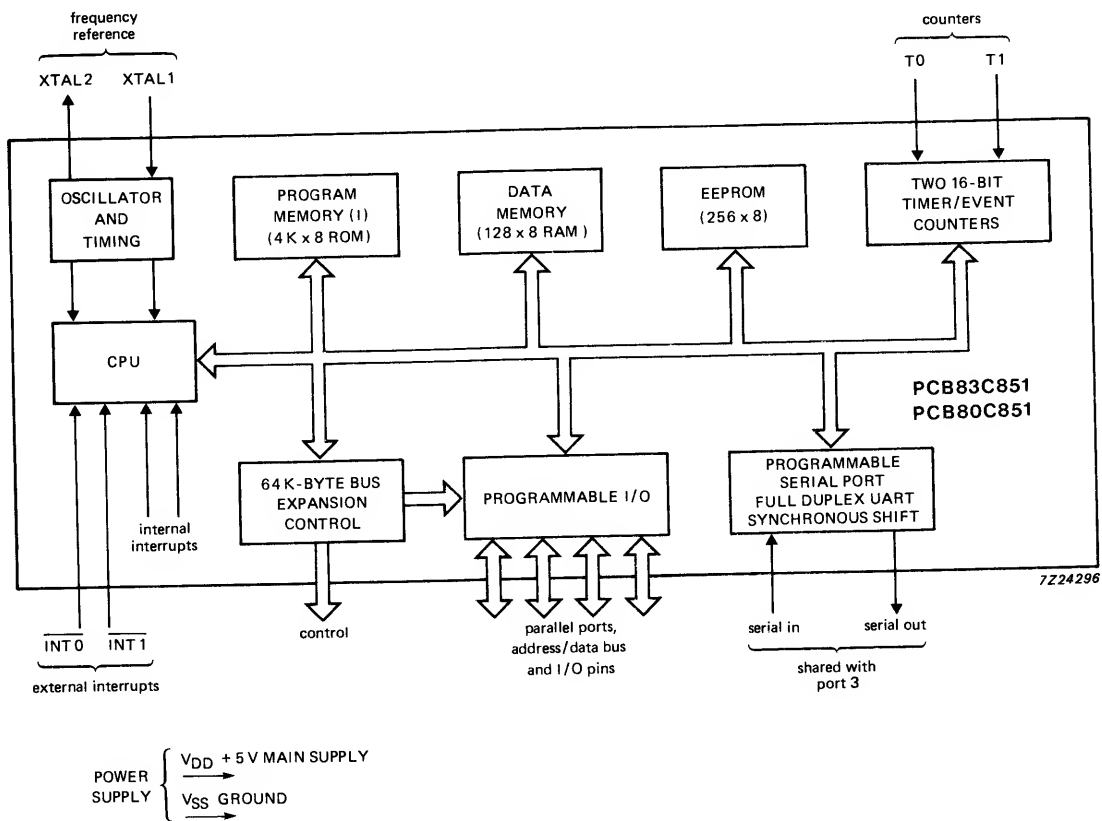 frequency
reference
counters
XTAL2
XTAL1
T0
T1
OSCILLATOR
AND
TIMING
PROGRAM
MEMORY (I)
(4K x 8 ROM)
DATA
MEMORY
(128 x 8 RAM)
EEPROM
(256 x 8)
TWO 16-BIT
TIMER/EVENT
COUNTERS
CPU
PCB83C851
PCB80C851
64K-BYTE BUS
EXPANSION
CONTROL
PROGRAMMABLE I/O
PROGRAMMABLE
SERIAL PORT
FULL DUPLEX UART
SYNCHRONOUS SHIFT
internal
interrupts
7Z24296
INT0
INT1
external interrupts
control
parallel ports,
address/data bus
and I/O pins
serial in
serial out
shared with
port 3
POWER
SUPPLY
VDD + 5 V MAIN SUPPLY
VSS GROUND